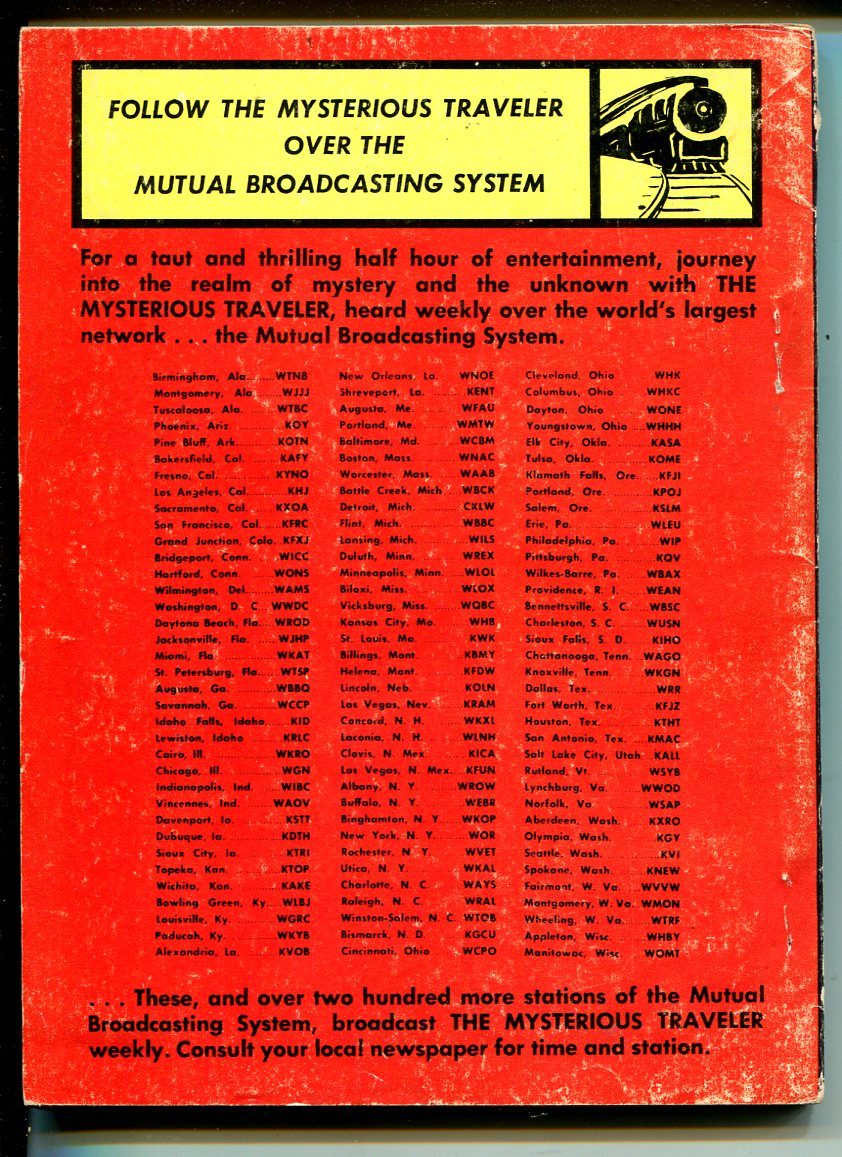 FOLLOW THE MYSTERIOUS TRAVELER
OVER THE
MUTUAL BROADCASTING SYSTEM
For a taut and thrilling half hour of entertainment, journey
into the realm of mystery and the unknown with THE
MYSTERIOUS TRAVELER, heard weekly over the world's largest
network . . . the Mutual Broadcasting System.
Birmingham, Ala........WTNB
Montgomery, Ala. WJJJ
Tuscaloosa, Ala. ........WTBC
Phoenix, Ariz. ........KOY
Pine Bluff, Ark. ........KOTN
Bakersfield, Cal. ........KAFY
Fresno, Cal. ........KYNO
Los Angeles, Cal. ........KHJ
Sacramento, Cal. ........KXOA
San Francisco, Cal. ....KFRC
Grand Junction, Colo. KFXJ
Bridgeport, Conn. ....WICC
Hartford, Conn. ........WONS
Wilmington, Del. ......WAMS
Washington, D. C. WWDC
Daytona Beach, Fla. ...WROD
Jacksonville, Fla. ......WJHP
Miami, Fla. ........WKAT
St. Petersburg, Fla. ....WTSP
Augusta, Ga. ........WBBQ
Savannah, Ga. ........WCCP
Idaho Falls, Idaho......KID
Lewiston, Idaho ........KRLC
Cairo, Ill. ........WKRO
Chicago, Ill. ........WGN
Indianapolis, Ind. ....WIBC
Vincennes, Ind. ........WAOV
Davenport, Ia. ........KSTT
Dubuque, Ia. ........KDTH
Sioux City, Ia. ........KTRI
Topeka, Kan. ........KTOP
Wichita, Kan. ........KAKE
Bowling Green, Ky. ..WLBJ
Louisville, Ky. ........WGRC
Paducah, Ky. ........WKYB
Alexandria, La. ......KVOB
New Orleans, La. WNOE
Shreveport, La. ........KENT
Augusta, Me. ........WFAU
Portland, Me. ........WMTW
Baltimore, Md. ........WCBM
Boston, Mass. ........WNAC
Worcester, Mass. ......WAAB
Battle Creek, Mich. ...WBCK
Detroit, Mich. ........CKLW
Flint, Mich. ........WBBC
Lansing, Mich. ........WILS
Duluth, Minn. ........WREX
Minneapolis, Minn. ....WLOL
Biloxi, Miss. ........WLOX
Vicksburg, Miss. ......WQBC
Kansas City, Mo. ......WHB
St. Louis, Mo. ........KWK
Billings, Mont. ........KBMY
Helena, Mont. ........KFDW
Lincoln, Neb. ........KOLN
Las Vegas, Nev. ........KRAM
Concord, N. H. ........WKXL
Laconia, N. H. ........WLNH
Clovis, N. Mex. ........KICA
Las Vegas, N. Mex. ...KFUN
Albany, N. Y. ........WROW
Buffalo, N. Y. ........WEBR
Binghamton, N. Y. ....WKOP
New York, N. Y. ........WOR
Rochester, N. Y. ........WVET
Utica, N. Y. ........WKAL
Charlotte, N. C. ........WAYS
Raleigh, N. C. ........WRAL
Winston-Salem, N. C. WTOB
Bismarck, N. D. ........KGCU
Cincinnati, Ohio ........WCPO
Cleveland, Ohio ........WHK
Columbus, Ohio ........WHKC
Dayton, Ohio ........WONE
Youngstown, Ohio ....WHHH
Elk City, Okla. ........KASA
Tulsa, Okla. ........KOME
Klamath Falls, Ore. ....KFJI
Portland, Ore. ........KPOJ
Salem, Ore. ........KSLM
Erie, Pa. ........WLEU
Philadelphia, Pa. ......WIP
Pittsburgh, Pa. ........KQV
Wilkes-Barre, Pa. ......WBAX
Providence, R. I. ......WEAN
Bennettsville, S. C. ....WBSC
Charleston, S. C. ......WUSN
Sioux Falls, S. D. ......KIHO
Chattanooga, Tenn. ..WAGO
Knoxville, Tenn. ......WKGN
Dallas, Tex. ........WRR
Fort Worth, Tex. ......KFJZ
Houston, Tex. ........KTHT
San Antonio, Tex. ....KMAC
Salt Lake City, Utah. KALL
Rutland, Vt. ........WSYB
Lynchburg, Va. ........WWOD
Norfolk, Va. ........WSAP
Aberdeen, Wash. ......KXRO
Olympia, Wash. ........KGY
Seattle, Wash. ........KVI
Spokane, Wash. ........KNEW
Fairmont, W. Va. ....WVVW
Montgomery, W. Va. WMON
Wheeling, W. Va. ......WTRF
Appleton, Wisc. ........WHBY
Manitowac, Wisc. ......WOMT
. . . These, and over two hundred more stations of the Mutual
Broadcasting System, broadcast THE MYSTERIOUS TRAVELER
weekly. Consult your local newspaper for time and station.